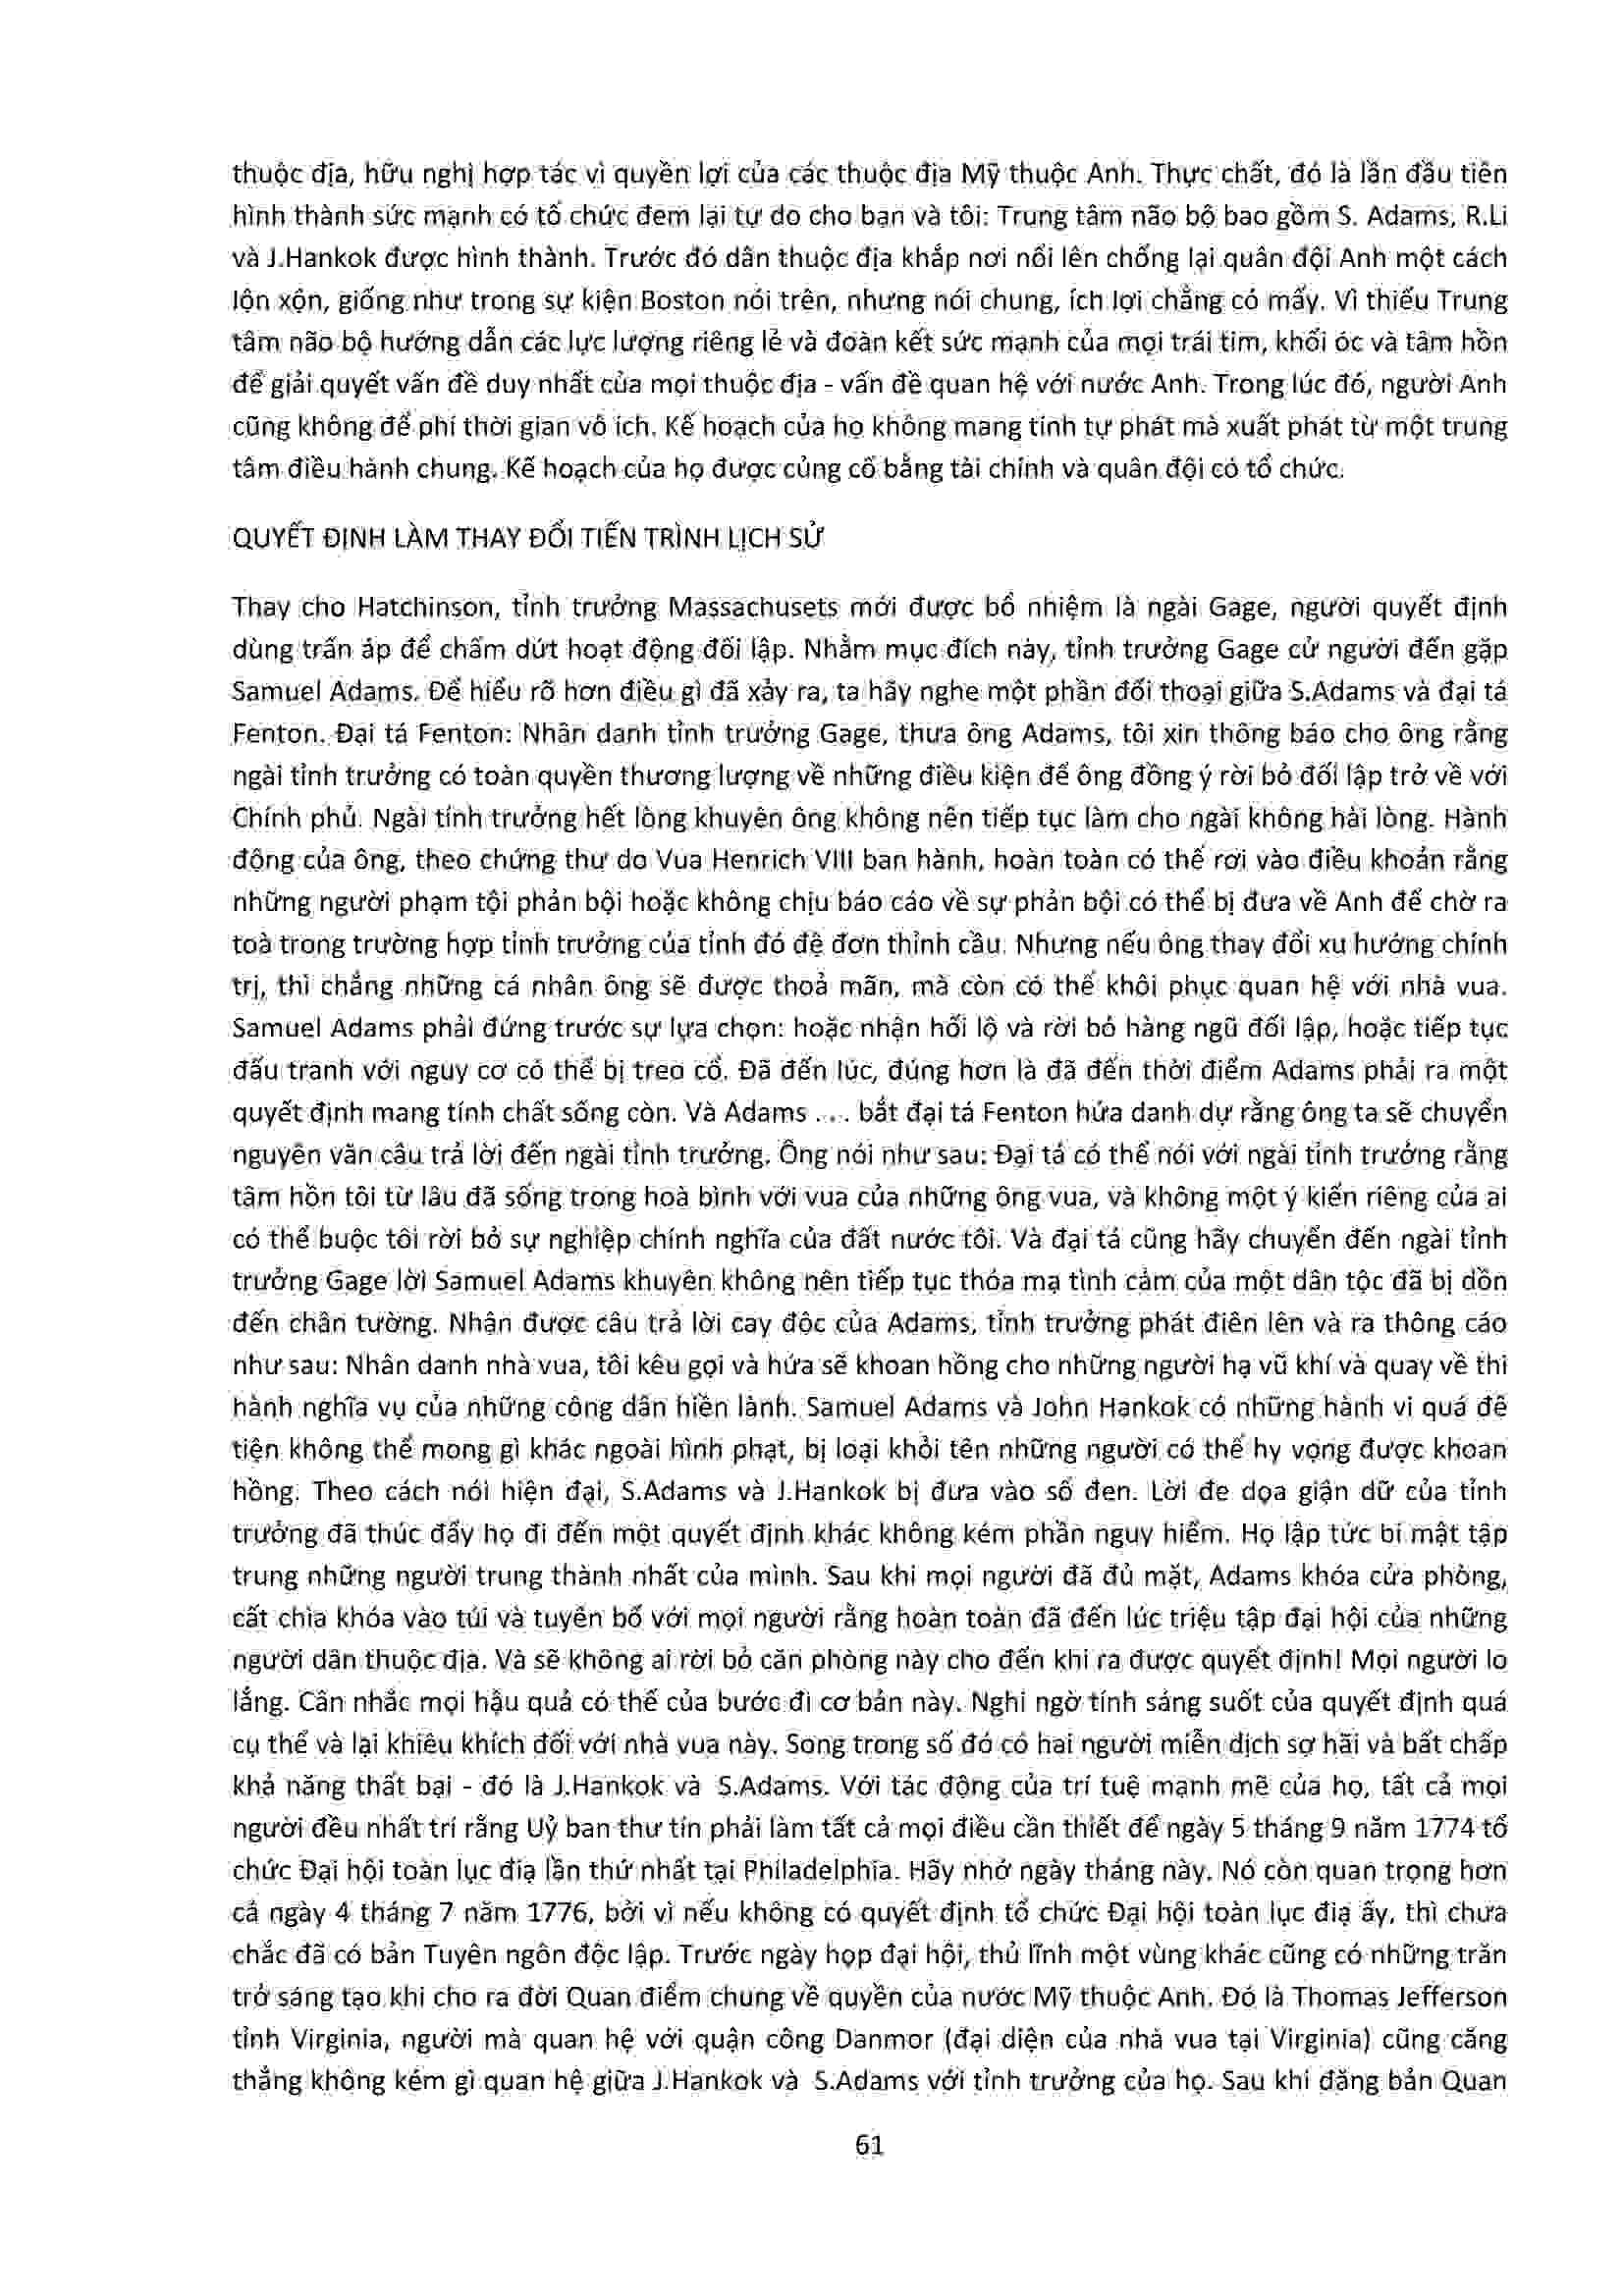 thuộc địa, hữu nghị hợp tác vì quyền lợi của các thuộc địa Mỹ thuộc Anh. Thực chất, đó là lần đầu tiên
hình thành sức mạnh có tổ chức đem lại tự do cho bạn và tôi: Trung tâm não bộ bao gồm S. Adams, R.Li
và J.Hankok được hình thành. Trước đó dân thuộc địa khắp nơi nổi lên chống lại quân đội Anh một cách
lộn xộn, giống như trong sự kiện Boston nói trên, nhưng nói chung, ích lợi chẳng có mấy. Vì thiếu Trung
tâm não bộ hướng dẫn các lực lượng riêng lẻ và đoàn kết sức mạnh của mọi trái tim, khối óc và tâm hồn
để giải quyết vấn đề duy nhất của mọi thuộc địa - vấn đề quan hệ với nước Anh. Trong lúc đó, người Anh
cũng không để phí thời gian vô ích. Kế hoạch của họ không mang tính tự phát mà xuất phát từ một trung
tâm điều hành chung. Kế hoạch của họ được củng cố bằng tài chính và quân đội có tổ chức.
QUYẾT ĐỊNH LÀM THAY ĐỔI TIẾN TRÌNH LỊCH SỬ
Thay cho Hatchinson, tỉnh trưởng Massachusets mới được bổ nhiệm là ngài Gage, người quyết định
dùng trấn áp để chấm dứt hoạt động đối lập. Nhằm mục đích này, tỉnh trưởng Gage cử người đến gặp
Samuel Adams. Để hiểu rõ hơn điều gì đã xảy ra, ta hãy nghe một phần đối thoại giữa S.Adams và đại tá
Fenton. Đại tá Fenton: Nhân danh tỉnh trưởng Gage, thưa ông Adams, tôi xin thông báo cho ông rằng
ngài tỉnh trưởng có toàn quyền thương lượng về những điều kiện để ông đồng ý rời bỏ đối lập trở về với
Chính phủ. Ngài tỉnh trưởng hết lòng khuyên ông không nên tiếp tục làm cho ngài không hài lòng. Hành
động của ông, theo chứng thư do Vua Henrich VIII ban hành, hoàn toàn có thể rơi vào điều khoản rằng
những người phạm tội phản bội hoặc không chịu báo cáo về sự phản bội có thể bị đưa về Anh để chờ ra
toà trong trường hợp tỉnh trưởng của tỉnh đó đệ đơn thỉnh cầu. Nhưng nếu ông thay đổi xu hướng chính
trị, thì chẳng những cá nhân ông sẽ được thoả mãn, mà còn có thể khôi phục quan hệ với nhà vua.
Samuel Adams phải đứng trước sự lựa chọn: hoặc nhận hối lộ và rời bỏ hàng ngũ đối lập, hoặc tiếp tục
đấu tranh với nguy cơ có thể bị treo cổ. Đã đến lúc, đúng hơn là đã đến thời điểm Adams phải ra một
quyết định mang tính chất sống còn. Và Adams .... bắt đại tá Fenton hứa danh dự rằng ông ta sẽ chuyển
nguyên văn câu trả lời đến ngài tỉnh trưởng. Ông nói như sau: Đại tá có thể nói với ngài tỉnh trưởng rằng
tâm hồn tôi từ lâu đã sống trong hoà bình với vua của những ông vua, và không một ý kiến riêng của ai
có thể buộc tôi rời bỏ sự nghiệp chính nghĩa của đất nước tôi. Và đại tá cũng hãy chuyển đến ngài tỉnh
trưởng Gage lời Samuel Adams khuyên không nên tiếp tục thóa mạ tình cảm của một dân tộc đã bị dồn
đến chân tường. Nhận được câu trả lời cay độc của Adams, tỉnh trưởng phát điên lên và ra thông cáo
như sau: Nhân danh nhà vua, tôi kêu gọi và hứa sẽ khoan hồng cho những người hạ vũ khí và quay về thi
hành nghĩa vụ của những công dân hiền lành. Samuel Adams và John Hankok có những hành vi quá đê
tiện không thể mong gì khác ngoài hình phạt, bị loại khỏi tên những người có thể hy vọng được khoan
hồng. Theo cách nói hiện đại, S.Adams và J.Hankok bị đưa vào sổ đen. Lời đe dọa giận dữ của tỉnh
trưởng đã thúc đẩy họ đi đến một quyết định khác không kém phần nguy hiểm. Họ lập tức bí mật tập
trung những người trung thành nhất của mình. Sau khi mọi người đã đủ mặt, Adams khóa cửa phòng,
cất chìa khóa vào túi và tuyên bố với mọi người rằng hoàn toàn đã đến lúc triệu tập đại hội của những
người dân thuộc địa. Và sẽ không ai rời bỏ căn phòng này cho đến khi ra được quyết định! Mọi người lo
lắng. Cân nhắc mọi hậu quả có thể của bước đi cơ bản này. Nghi ngờ tính sáng suốt của quyết định quá
cụ thể và lại khiêu khích đối với nhà vua này. Song trong số đó có hai người miễn dịch sợ hãi và bất chấp
khả năng thất bại - đó là J.Hankok và S.Adams. Với tác động của trí tuệ mạnh mẽ của họ, tất cả mọi
người đều nhất trí rằng Uỷ ban thư tín phải làm tất cả mọi điều cần thiết để ngày 5 tháng 9 năm 1774 tổ
chức Đại hội toàn lục địa lần thứ nhất tại Philadelphia. Hãy nhớ ngày tháng này. Nó còn quan trọng hơn
cả ngày 4 tháng 7 năm 1776, bởi vì nếu không có quyết định tổ chức Đại hội toàn lục địa ấy, thì chưa
chắc đã có bản Tuyên ngôn độc lập. Trước ngày họp đại hội, thủ lĩnh một vùng khác cũng có những trăn
trở sáng tạo khi cho ra đời Quan điểm chung về quyền của nước Mỹ thuộc Anh. Đó là Thomas Jefferson
tỉnh Virginia, người mà quan hệ với quận công Danmor (đại diện của nhà vua tại Virginia) cũng căng
thẳng không kém gì quan hệ giữa J.Hankok và S.Adams với tỉnh trưởng của họ. Sau khi đăng bản Quan
61